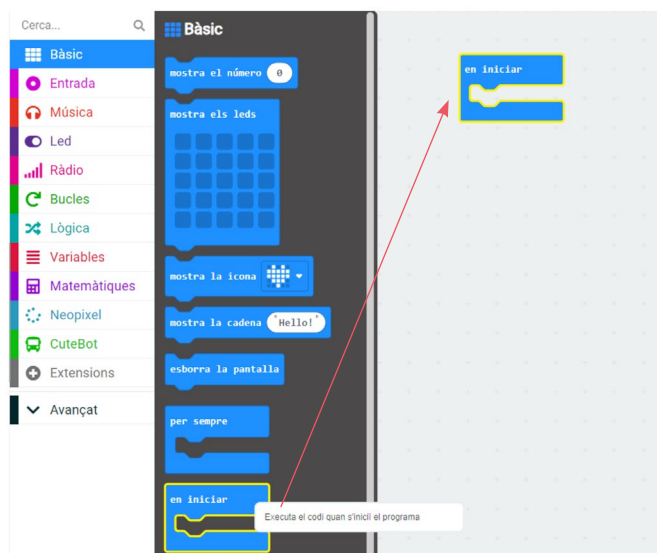 Cerca...
Bàsic
Entrada
Música
Led
Ràdio
Bucles
Lògica
Variables
Matemàtiques
Neopixel
CuteBot
Extensions
Avançat
Bàsic
mostra el número 0
mostra els leds
mostra la icona
mostra la cadena "Hello!"
esborra la pantalla
per sempre
en iniciar
Executa el codi quan s'iniciï el programa
en iniciar